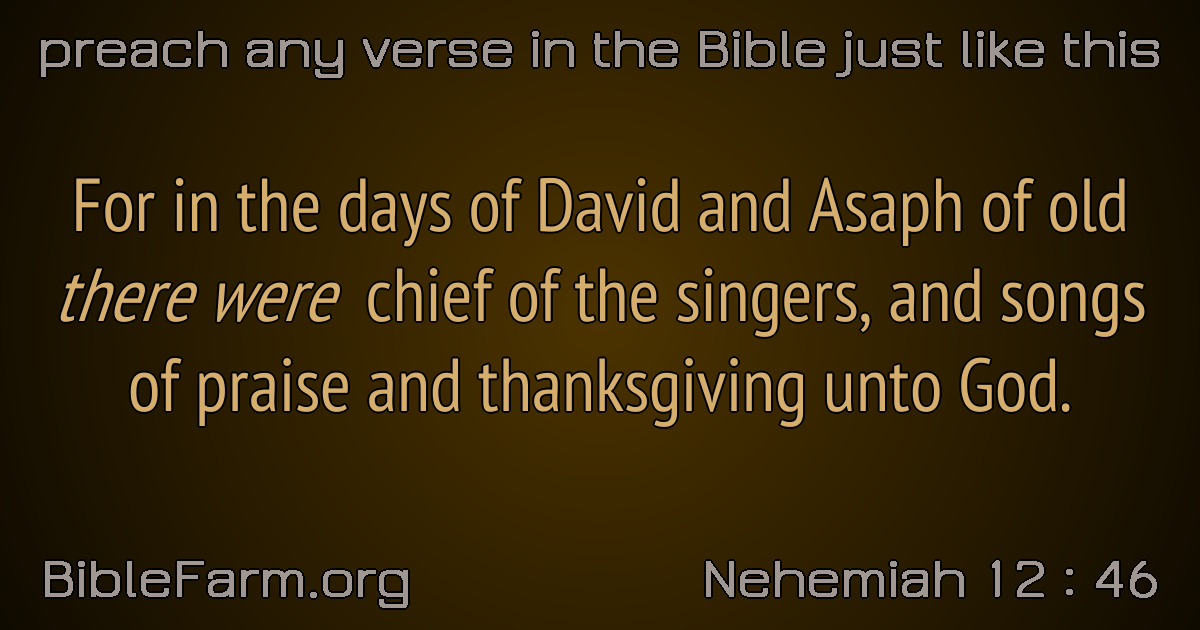 preach any verse in the Bible just like this
For in the days of David and Asaph of old
there were chief of the singers, and songs
of praise and thanksgiving unto God.
BibleFarm.org
Nehemiah 12 : 46